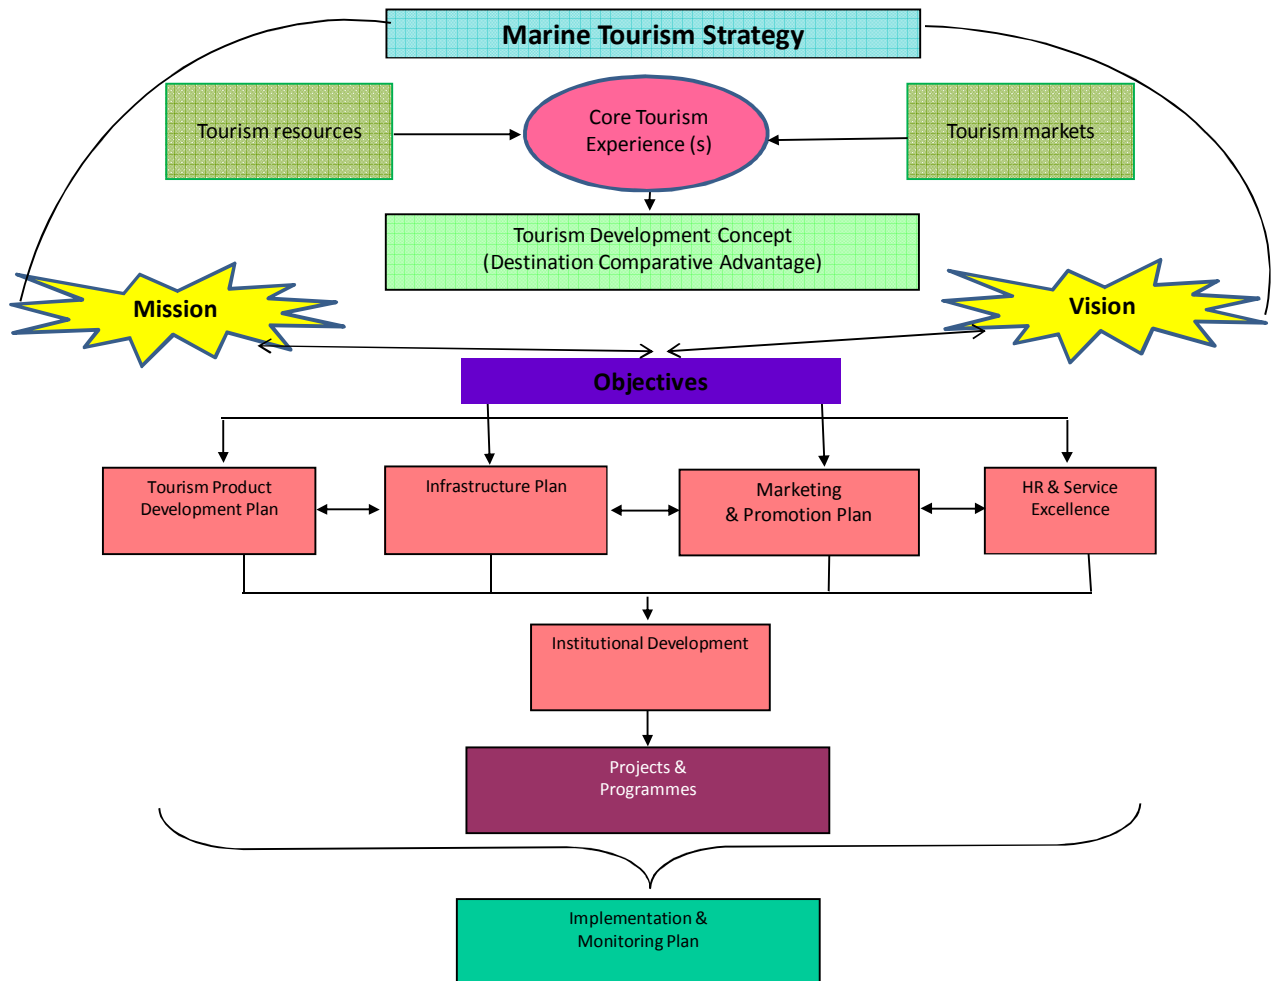 Marine Tourism Strategy
Tourism resources
Core Tourism
Experience (s)
Tourism markets
Tourism Development Concept
(Destination Comparative Advantage)
Mission
Vision
Objectives
Tourism Product
Development Plan
Infrastructure Plan
Marketing
& Promotion Plan
HR & Service
Excellence
Institutional Development
Projects &
Programmes
Implementation &
Monitoring Plan